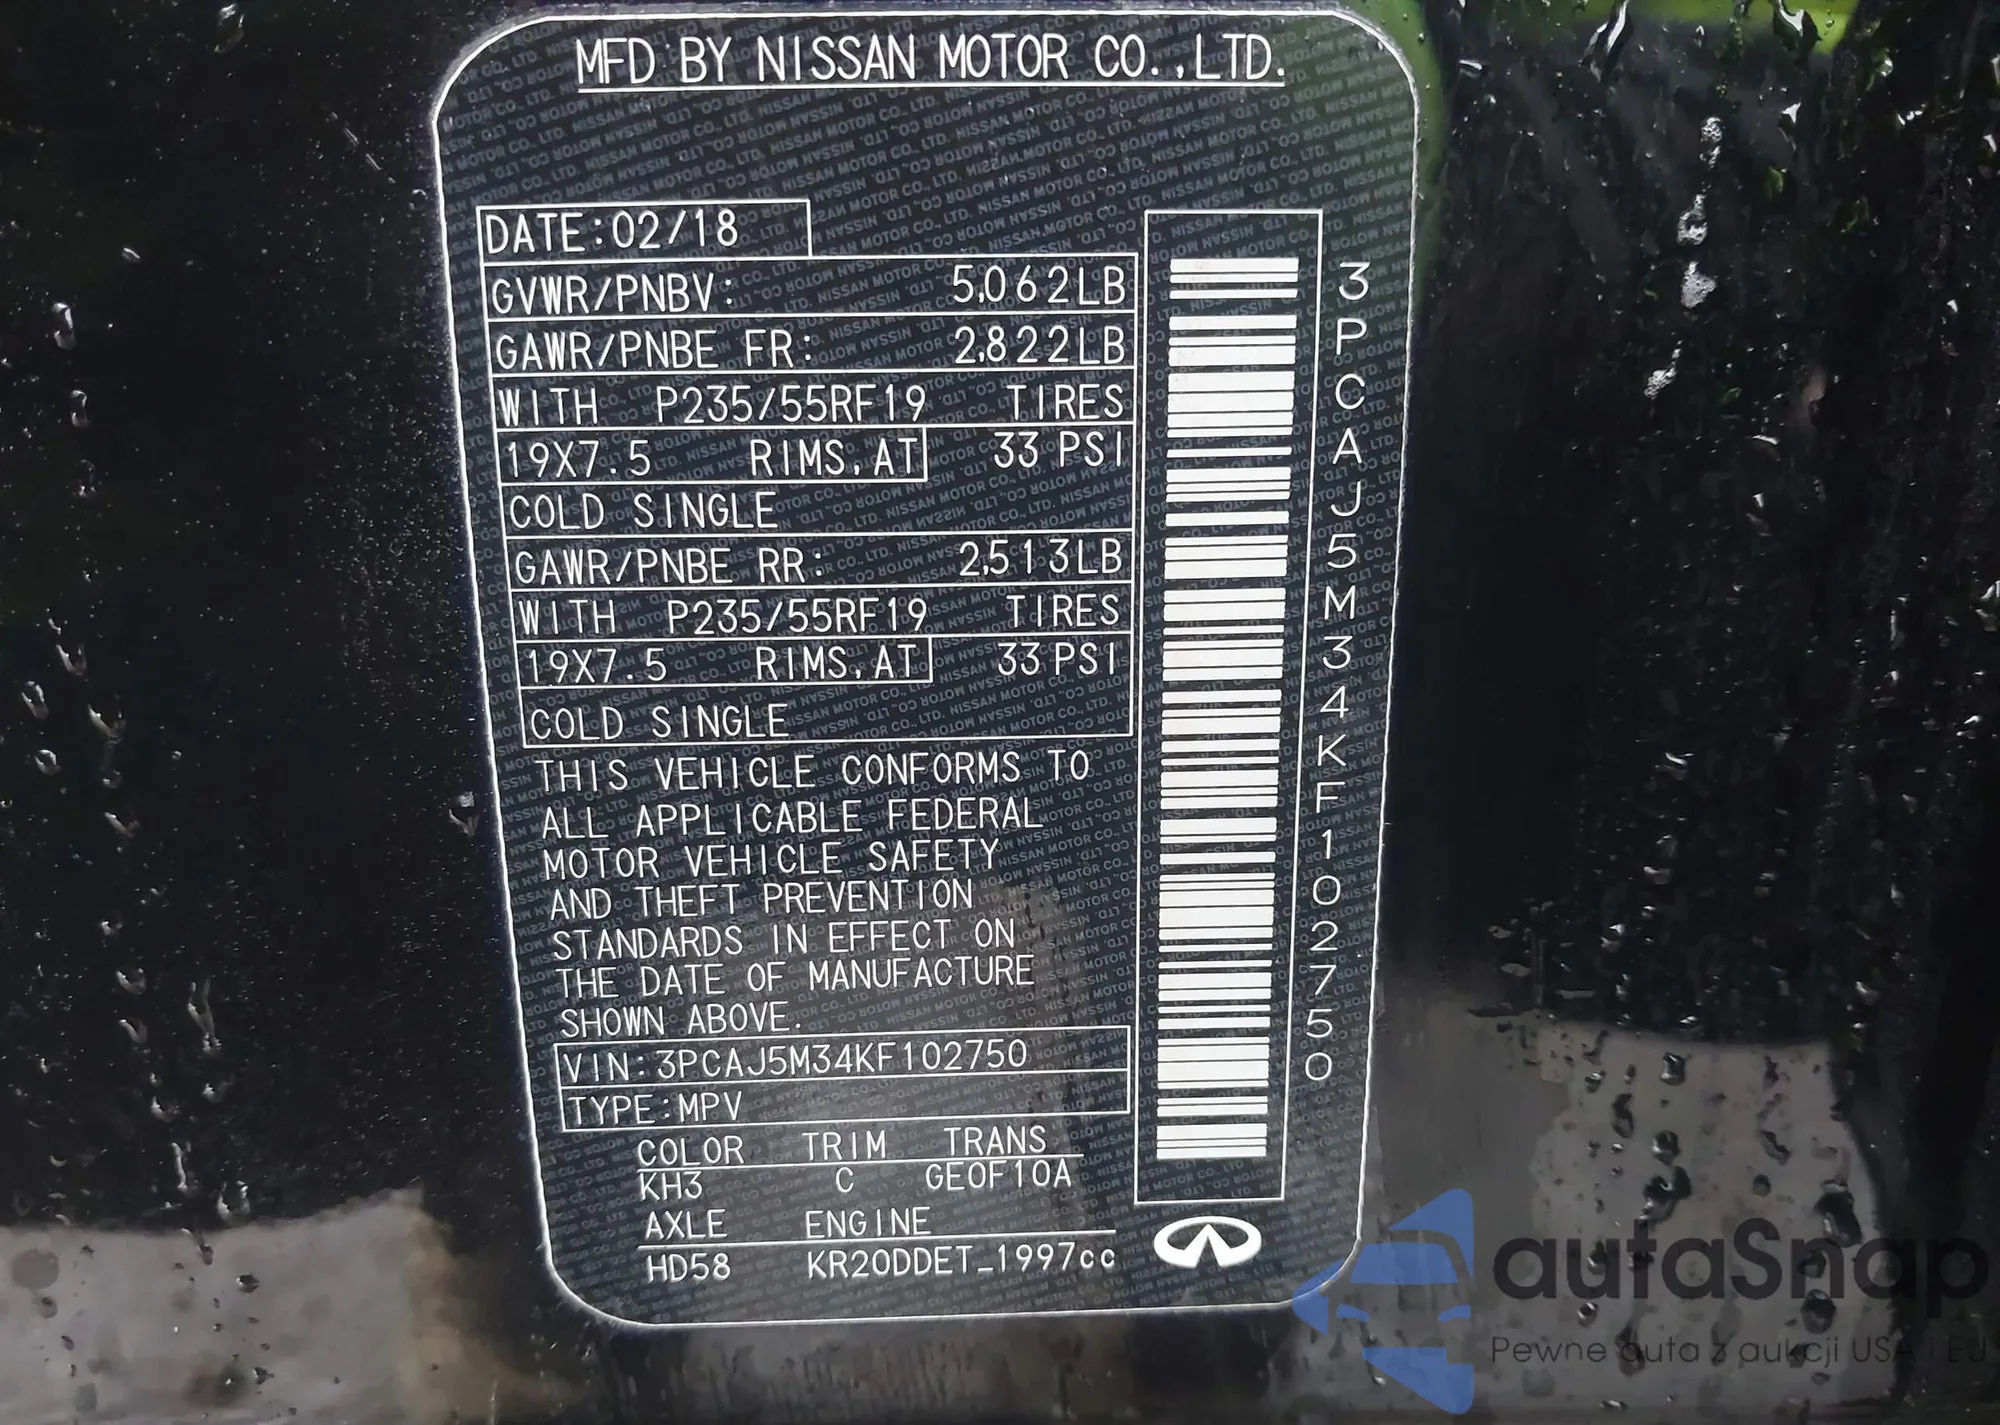 MFD BY NISSAN MOTOR CO.,LTD.
DATE:02/18
GVWR/PNBV: 5,062LB
GAWR/PNBE FR: 2,822LB
WITH P235/55RF19 TIRES
19X7.5 RIMS,AT 33 PSI
COLD SINGLE
GAWR/PNBE RR: 2,513LB
WITH P235/55RF19 TIRES
19X7.5 RIMS,AT 33 PSI
COLD SINGLE
THIS VEHICLE CONFORMS TO
ALL APPLICABLE FEDERAL
MOTOR VEHICLE SAFETY
AND THEFT PREVENTION
STANDARDS IN EFFECT ON
THE DATE OF MANUFACTURE
SHOWN ABOVE.
VIN:3PCAJ5M34KF102750
TYPE:MPV
COLOR TRIM TRANS
KH3 C GE0F10A
AXLE ENGINE
HD58 KR20DDET_1997cc
3PCAJ5M34KF102750
autaSnap
Pewne auta z aukcji USA i EU